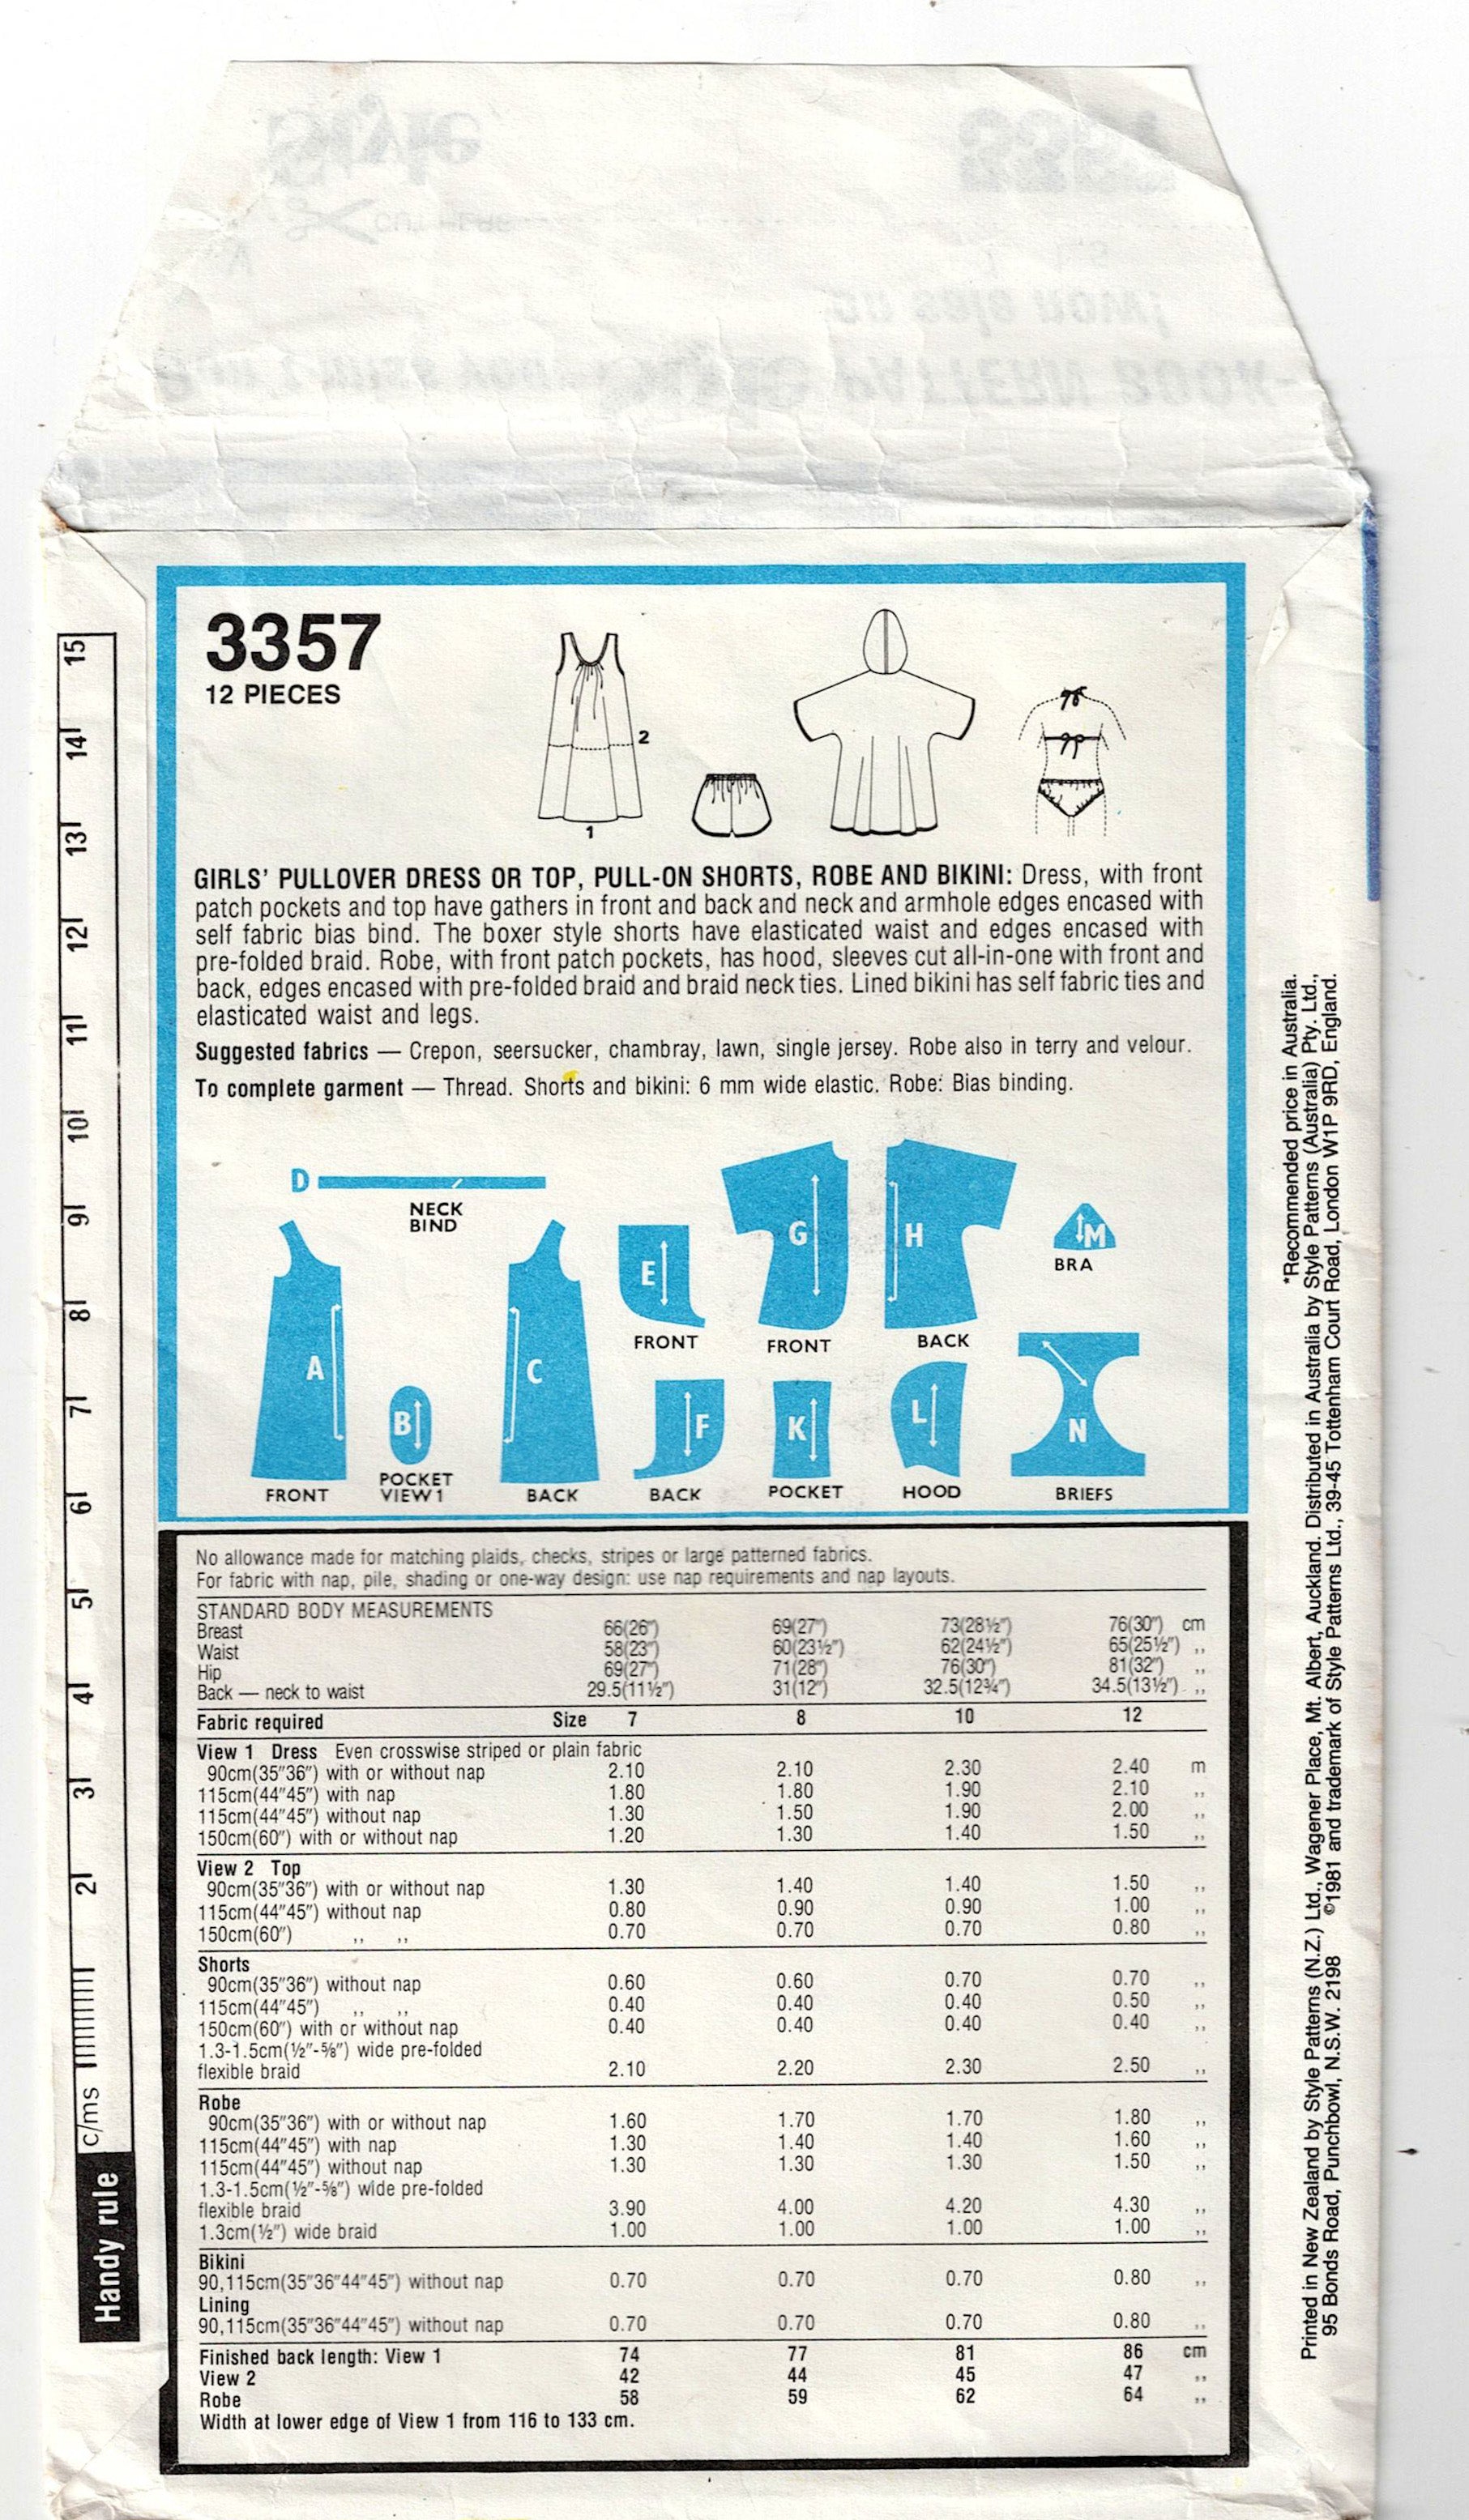 3357
12 PIECES
2
1
GIRLS' PULLOVER DRESS OR TOP, PULL-ON SHORTS, ROBE AND BIKINI: Dress, with front
patch pockets and top have gathers in front and back and neck and armhole edges encased with
self fabric bias bind. The boxer style shorts have elasticated waist and edges encased with
pre-folded braid. Robe, with front patch pockets, has hood, sleeves cut all-in-one with front and
back, edges encased with pre-folded braid and braid neck ties. Lined bikini has self fabric ties and
elasticated waist and legs.
Suggested fabrics — Crepon, seersucker, chambray, lawn, single jersey. Robe also in terry and velour.
To complete garment — Thread. Shorts and bikini: 6 mm wide elastic. Robe: Bias binding.
D
NECK
BIND
A
FRONT
B
POCKET
VIEW 1
C
BACK
E
FRONT
F
BACK
G
FRONT
H
BACK
K
POCKET
L
HOOD
M
BRA
N
BRIEFS
No allowance made for matching plaids, checks, stripes or large patterned fabrics.
For fabric with nap, pile, shading or one-way design: use nap requirements and nap layouts.
STANDARD BODY MEASUREMENTS
Breast 66(26") 69(27") 73(28½") 76(30") cm
Waist 58(23") 60(23½") 62(24½") 65(25½") ,,
Hip 69(27") 71(28") 76(30") 81(32") ,,
Back — neck to waist 29.5(11½") 31(12") 32.5(12¾") 34.5(13½") ,,
Fabric required Size 7 8 10 12
View 1 Dress Even crosswise striped or plain fabric
90cm(35"36") with or without nap 2.10 2.10 2.30 2.40 m
115cm(44"45") with nap 1.80 1.80 1.90 2.10 ,,
115cm(44"45") without nap 1.30 1.50 1.90 2.00 ,,
150cm(60") with or without nap 1.20 1.30 1.40 1.50 ,,
View 2 Top
90cm(35"36") with or without nap 1.30 1.40 1.40 1.50 ,,
115cm(44"45") without nap 0.80 0.90 0.90 1.00 ,,
150cm(60") ,, ,, 0.70 0.70 0.70 0.80 ,,
Shorts
90cm(35"36") without nap 0.60 0.60 0.70 0.70 ,,
115cm(44"45") ,, ,, 0.40 0.40 0.40 0.50 ,,
150cm(60") with or without nap 0.40 0.40 0.40 0.40 ,,
1.3-1.5cm(½"-⅝") wide pre-folded
flexible braid 2.10 2.20 2.30 2.50 ,,
Robe
90cm(35"36") with or without nap 1.60 1.70 1.70 1.80 ,,
115cm(44"45") with nap 1.30 1.40 1.40 1.60 ,,
115cm(44"45") without nap 1.30 1.30 1.30 1.50 ,,
1.3-1.5cm(½"-⅝") wide pre-folded
flexible braid 3.90 4.00 4.20 4.30 ,,
1.3cm(½") wide braid 1.00 1.00 1.00 1.00 ,,
Bikini
90,115cm(35"36"44"45") without nap 0.70 0.70 0.70 0.80 ,,
Lining
90,115cm(35"36"44"45") without nap 0.70 0.70 0.70 0.80 ,,
Finished back length: View 1 74 77 81 86 cm
View 2 42 44 45 47 ,,
Robe 58 59 62 64 ,,
Width at lower edge of View 1 from 116 to 133 cm.
Handy rule
c/ms 2 3 4 5 6 7 8 9 10 11 12 13 14 15
*Recommended price in Australia.
Printed in New Zealand by Style Patterns (N.Z.) Ltd., Wagener Place, Mt. Albert, Auckland. Distributed in Australia by Style Patterns (Australia) Pty. Ltd.,
95 Bonds Road, Punchbowl, N.S.W. 2198 ©1981 and trademark of Style Patterns Ltd., 39-45 Tottenham Court Road, London W1P 9RD, England.